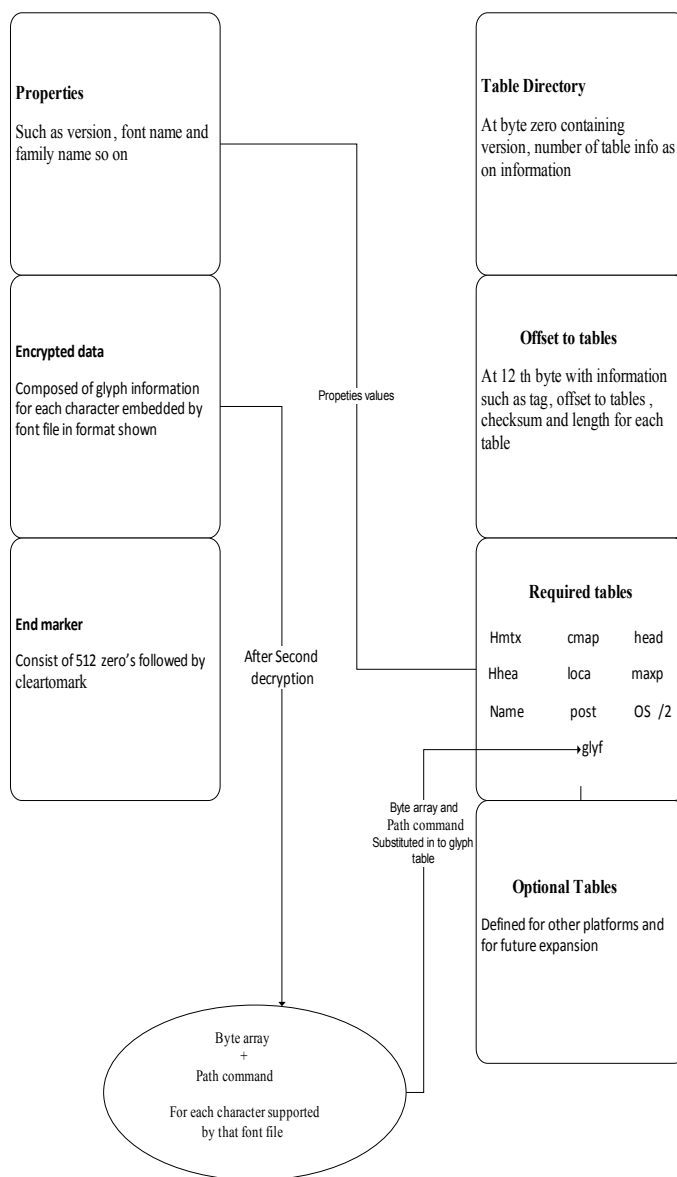 Properties
Such as version, font name and
family name so on
Encrypted data
Composed of glyph information
for each character embedded by
font file in format shown
End marker
Consist of 512 zero's followed by
cleartomark
Propeties values
After Second
decryption
Table Directory
At byte zero containing
version, number of table info as
on information
Offset to tables
At 12 th byte with information
such as tag, offset to tables ,
checksum and length for each
table
Required tables
Hmtx cmap head
Hhea loca maxp
Name post OS /2
glyf
Byte array and
Path command
Substituted in to glyph
table
Optional Tables
Defined for other platforms and
for future expansion
Byte array
+
Path command
For each character supported
by that font file